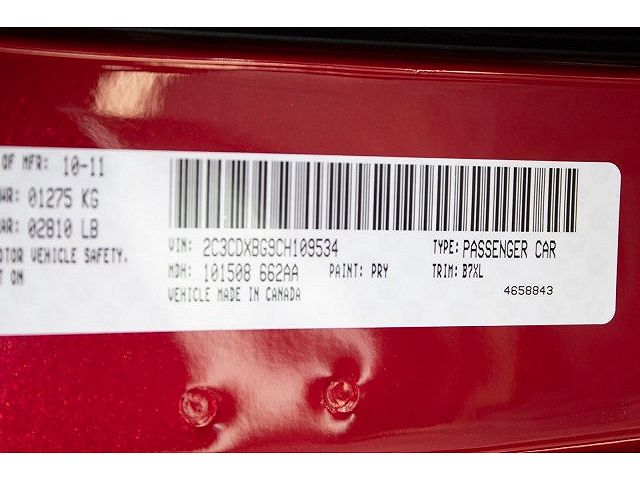 OF MFR: 10-11
WR: 01275 KG
WR: 02810 LB
OTOR VEHICLE SAFETY.
T ON
VIN: 2C3CDXBG9CH109534 TYPE: PASSENGER CAR
MDH: 101508 662AA PAINT: PRY TRIM: B7XL
VEHICLE MADE IN CANADA
4658843